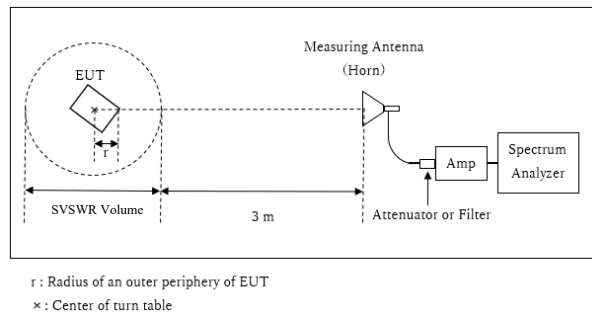 Measuring Antenna
(Horn)
EUT
r
Amp
Spectrum
Analyzer
SVSWR Volume
3 m
Attenuator or Filter
r : Radius of an outer periphery of EUT
× : Center of turn table